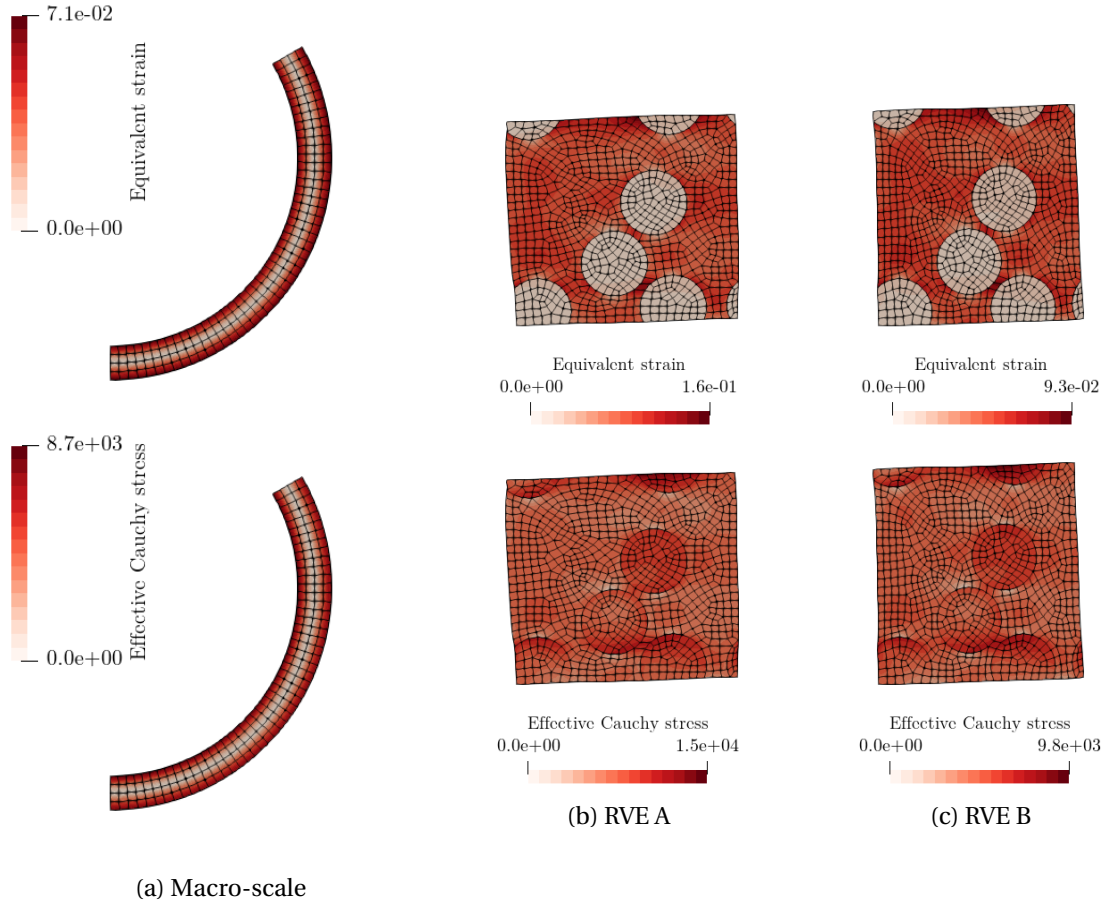 7.1e-02
Equivalent strain
0.0e+00
8.7e+03
Effective Cauchy stress
0.0e+00
Equivalent strain
0.0e+00
1.6e-01
Equivalent strain
0.0e+00
9.3e-02
Effective Cauchy stress
0.0e+00
1.5e+04
Effective Cauchy stress
0.0e+00
9.8e+03
(b) RVE A
(c) RVE B
(a) Macro-scale